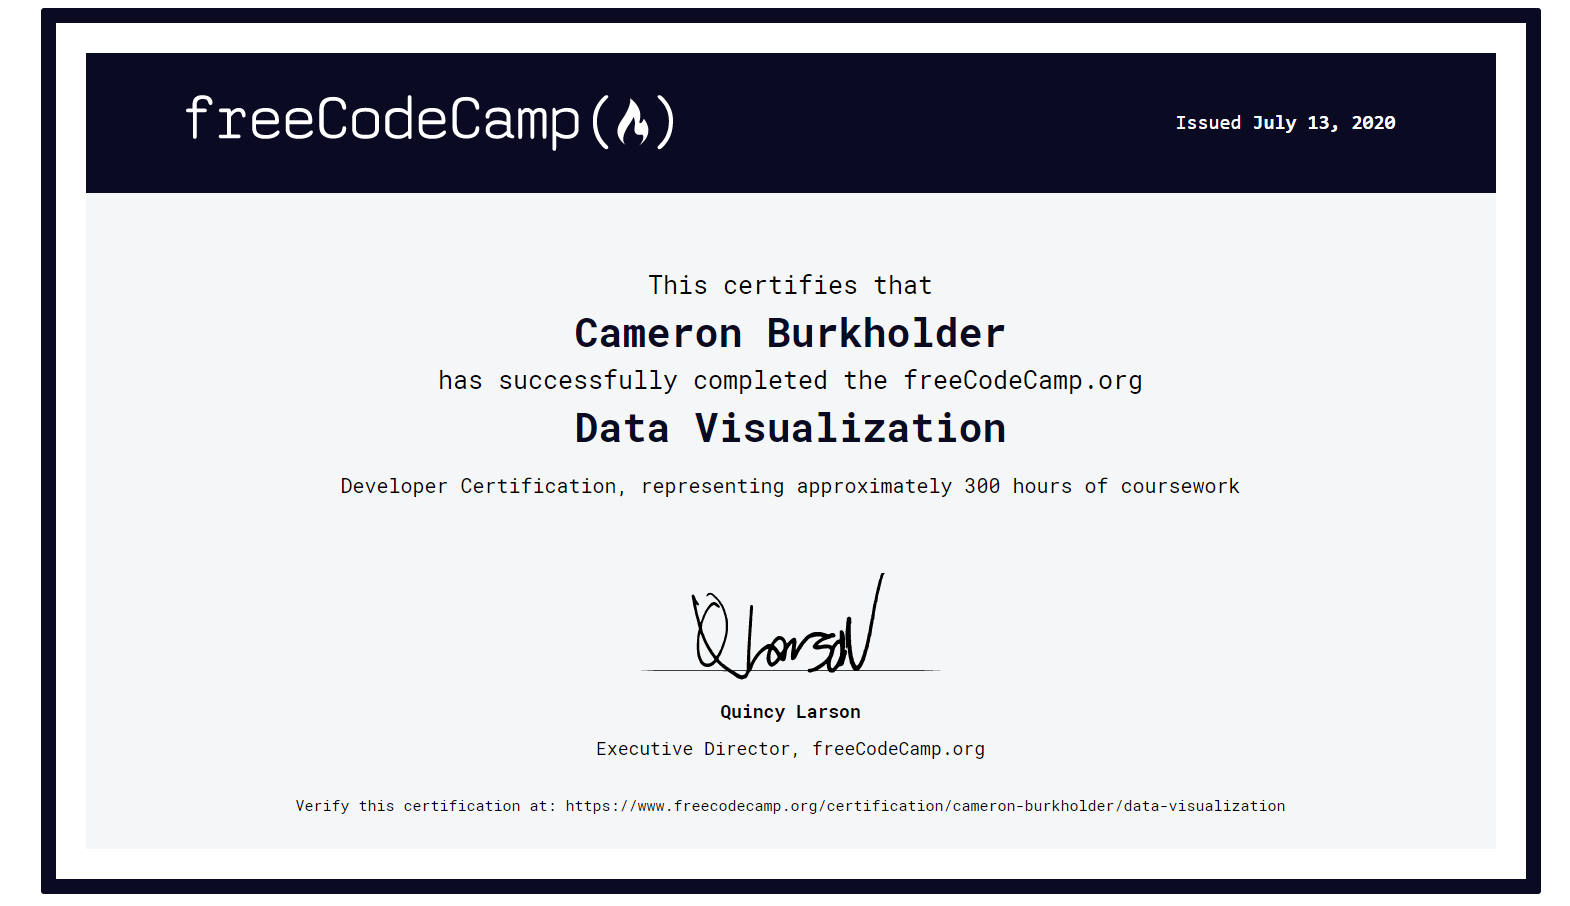 freeCodeCamp(🔥)
Issued July 13, 2020
This certifies that
Cameron Burkholder
has successfully completed the freeCodeCamp.org
Data Visualization
Developer Certification, representing approximately 300 hours of coursework
Q Larson
Quincy Larson
Executive Director, freeCodeCamp.org
Verify this certification at: https://www.freecodecamp.org/certification/cameron-burkholder/data-visualization